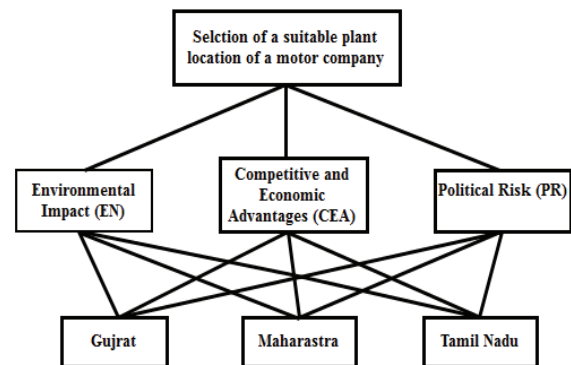 Selction of a suitable plant
location of a motor company
Environmental
Impact (EN)
Competitive and
Economic
Advantages (CEA)
Political Risk (PR)
Gujrat
Maharastra
Tamil Nadu